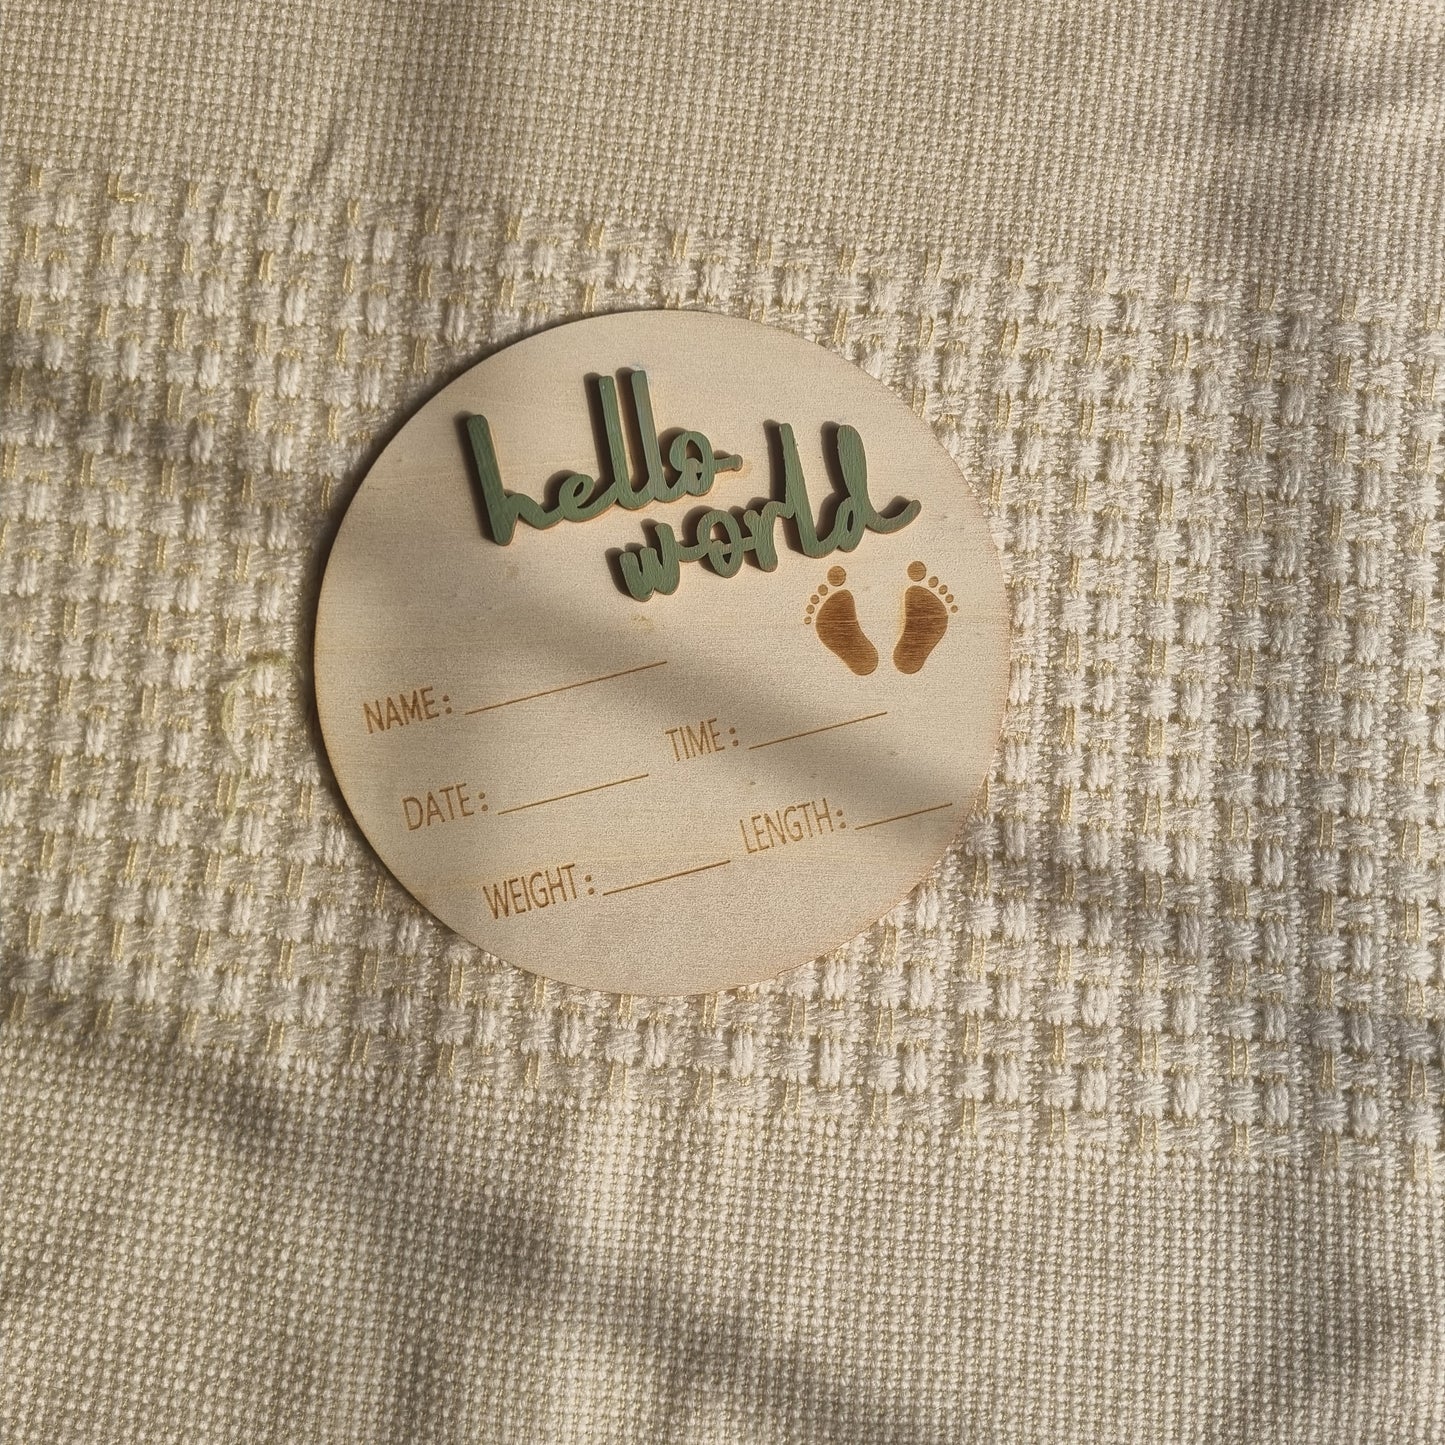 hello
world
NAME:
TIME:
DATE:
LENGTH:
WEIGHT: